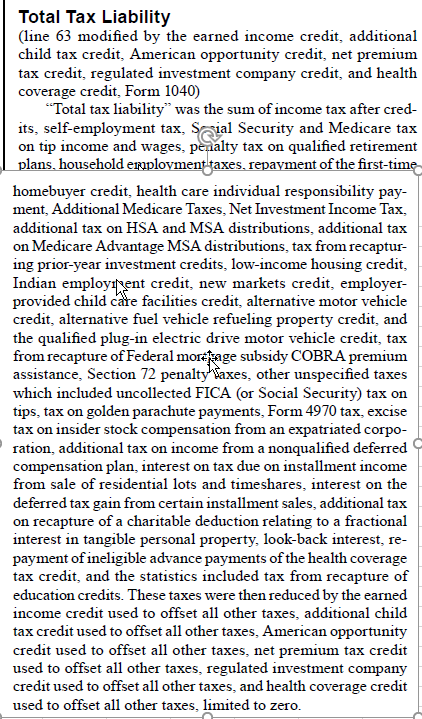 Total Tax Liability
(line 63 modified by the earned income credit, additional
child tax credit, American opportunity credit, net premium
tax credit, regulated investment company credit, and health
coverage credit, Form 1040)
“Total tax liability” was the sum of income tax after cred-
its, self-employment tax, Social Security and Medicare tax
on tip income and wages, penalty tax on qualified retirement
plans, household employment taxes, repayment of the first-time
homebuyer credit, health care individual responsibility pay-
ment, Additional Medicare Taxes, Net Investment Income Tax,
additional tax on HSA and MSA distributions, additional tax
on Medicare Advantage MSA distributions, tax from recaptur-
ing prior-year investment credits, low-income housing credit,
Indian employment credit, new markets credit, employer-
provided child care facilities credit, alternative motor vehicle
credit, alternative fuel vehicle refueling property credit, and
the qualified plug-in electric drive motor vehicle credit, tax
from recapture of Federal mortgage subsidy COBRA premium
assistance, Section 72 penalty taxes, other unspecified taxes
which included uncollected FICA (or Social Security) tax on
tips, tax on golden parachute payments, Form 4970 tax, excise
tax on insider stock compensation from an expatriated corpo-
ration, additional tax on income from a nonqualified deferred
compensation plan, interest on tax due on installment income
from sale of residential lots and timeshares, interest on the
deferred tax gain from certain installment sales, additional tax
on recapture of a charitable deduction relating to a fractional
interest in tangible personal property, look-back interest, re-
payment of ineligible advance payments of the health coverage
tax credit, and the statistics included tax from recapture of
education credits. These taxes were then reduced by the earned
income credit used to offset all other taxes, additional child
tax credit used to offset all other taxes, American opportunity
credit used to offset all other taxes, net premium tax credit
used to offset all other taxes, regulated investment company
credit used to offset all other taxes, and health coverage credit
used to offset all other taxes, limited to zero.